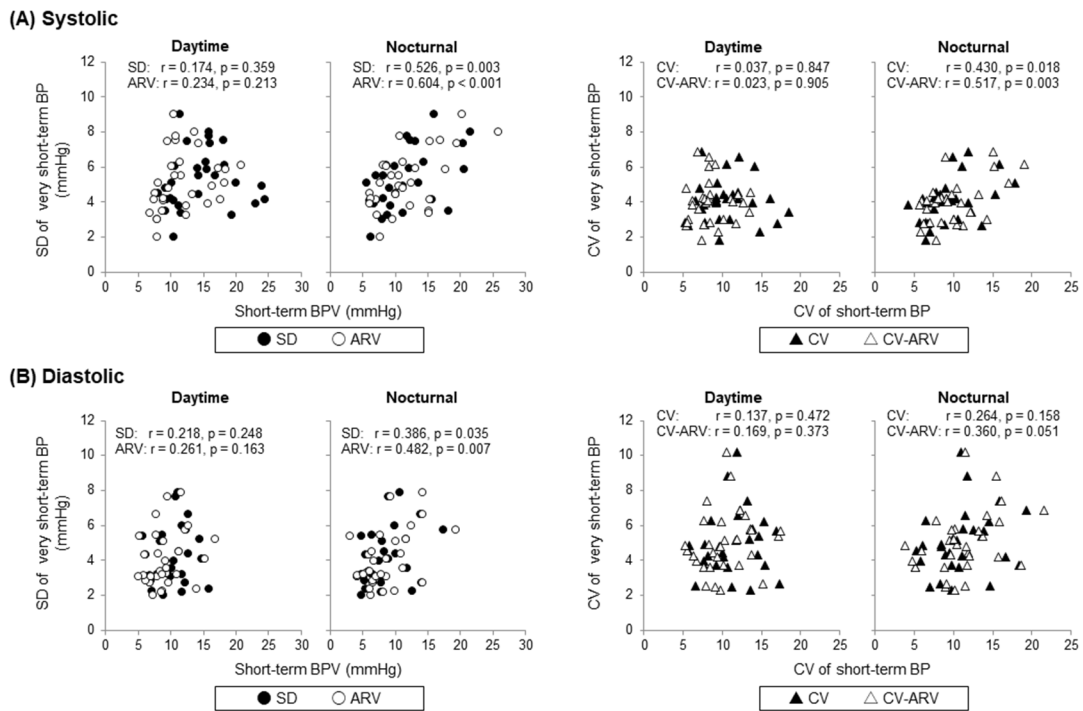 (A) Systolic
Daytime
SD: r = 0.174, p = 0.359
ARV: r = 0.234, p = 0.213
Nocturnal
SD: r = 0.526, p = 0.003
ARV: r = 0.604, p < 0.001
SD of very short-term BP
(mmHg)
12
10
8
6
4
2
0
0 5 10 15 20 25 30
0 5 10 15 20 25 30
Short-term BPV (mmHg)
SD ARV
Daytime
CV: r = 0.037, p = 0.847
CV-ARV: r = 0.023, p = 0.905
Nocturnal
CV: r = 0.430, p = 0.018
CV-ARV: r = 0.517, p = 0.003
CV of very short-term BP
12
10
8
6
4
2
0
0 5 10 15 20 25
0 5 10 15 20 25
CV of short-term BP
CV CV-ARV
(B) Diastolic
Daytime
SD: r = 0.218, p = 0.248
ARV: r = 0.261, p = 0.163
Nocturnal
SD: r = 0.386, p = 0.035
ARV: r = 0.482, p = 0.007
SD of very short-term BP
(mmHg)
12
10
8
6
4
2
0
0 5 10 15 20 25 30
0 5 10 15 20 25 30
Short-term BPV (mmHg)
SD ARV
Daytime
CV: r = 0.137, p = 0.472
CV-ARV: r = 0.169, p = 0.373
Nocturnal
CV: r = 0.264, p = 0.158
CV-ARV: r = 0.360, p = 0.051
CV of very short-term BP
12
10
8
6
4
2
0
0 5 10 15 20 25
0 5 10 15 20 25
CV of short-term BP
CV CV-ARV